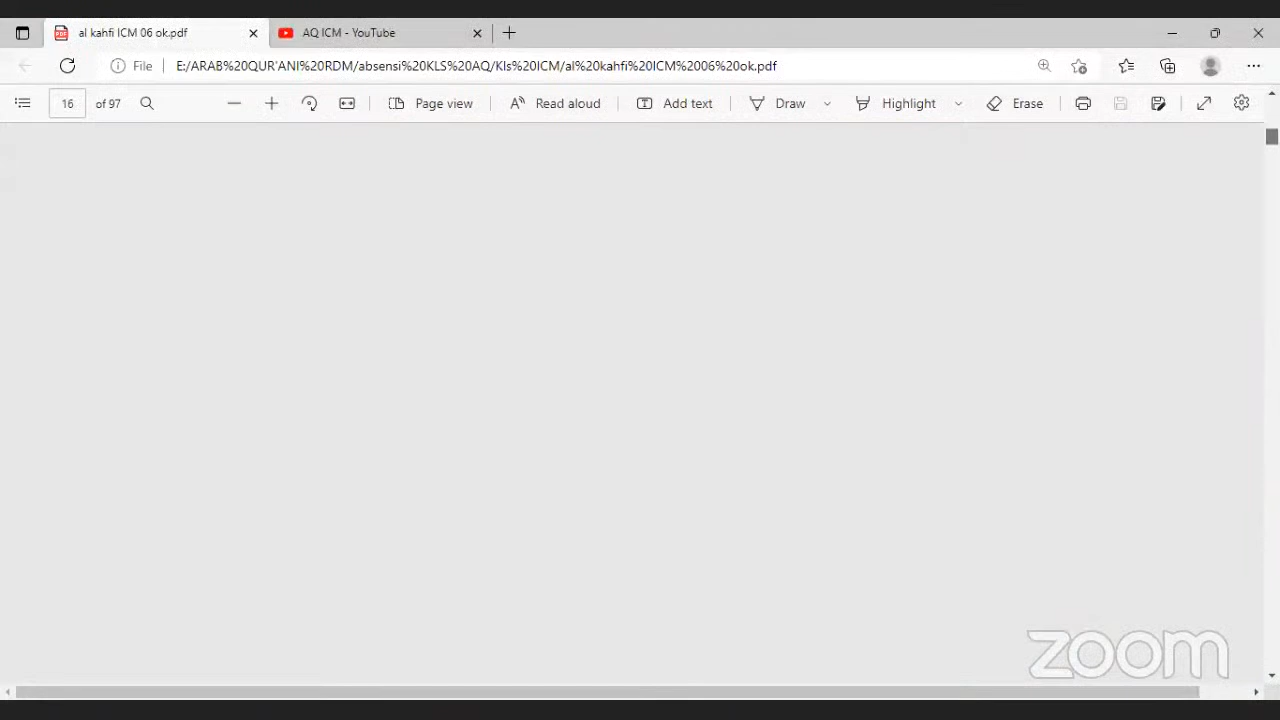 al kahfi ICM 06 ok.pdf
AQ ICM - YouTube
File
E:/ARAB%20QUR'ANI%20RDM/absensi%20KLS%20AQ/Kls%20ICM/al%20kahfi%20ICM%2006%20ok.pdf
16 of 97
Page view
Read aloud
Add text
Draw
Highlight
Erase
zoom